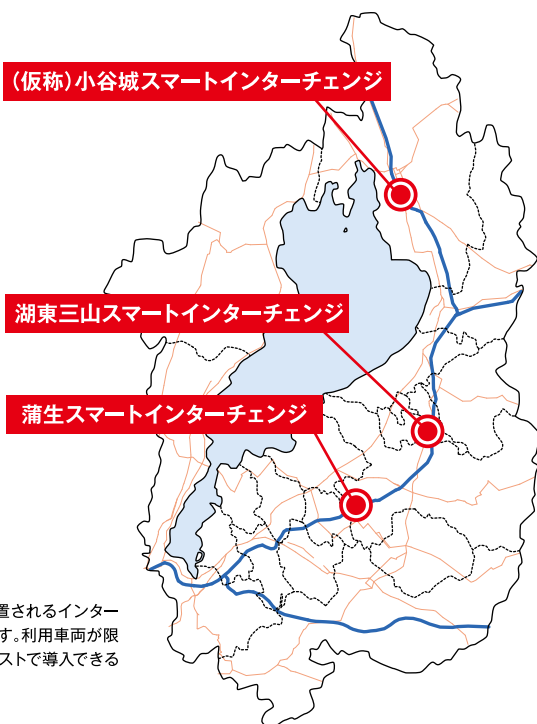 （仮称）小谷城スマートインターチェンジ
湖東三山スマートインターチェンジ
蒲生スマートインターチェンジ
置されるインター
す。利用車両が限
ストで導入できる